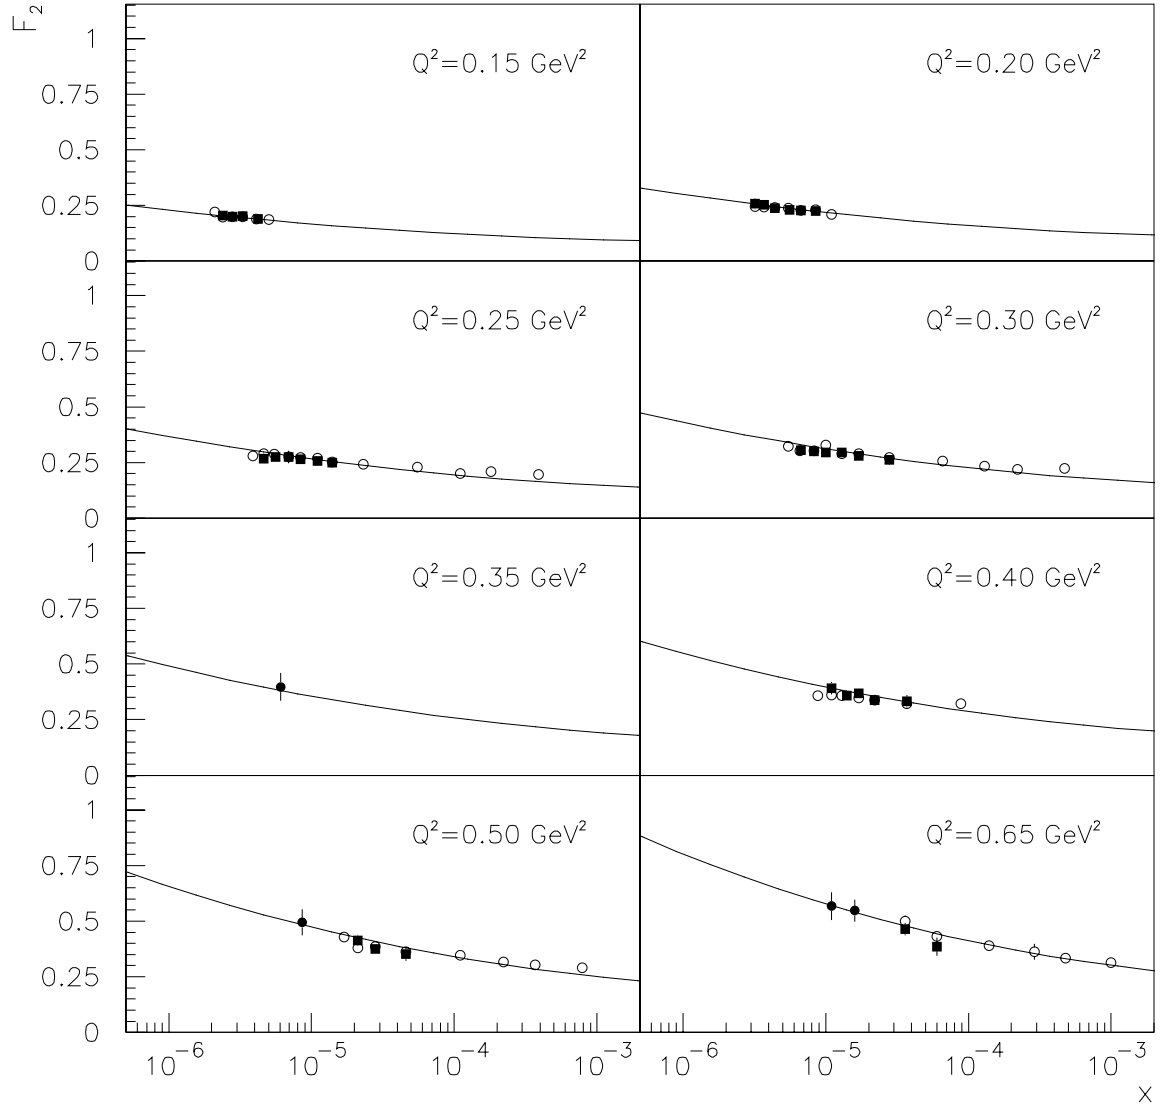 F₂
1
Q²=0.15 GeV²
Q²=0.20 GeV²
0.75
0.5
0.25
0
1
Q²=0.25 GeV²
Q²=0.30 GeV²
0.75
0.5
0.25
0
1
Q²=0.35 GeV²
Q²=0.40 GeV²
0.75
0.5
0.25
0
1
Q²=0.50 GeV²
Q²=0.65 GeV²
0.75
0.5
0.25
0
10⁻⁶ 10⁻⁵ 10⁻⁴ 10⁻³ 10⁻⁶ 10⁻⁵ 10⁻⁴ 10⁻³
x